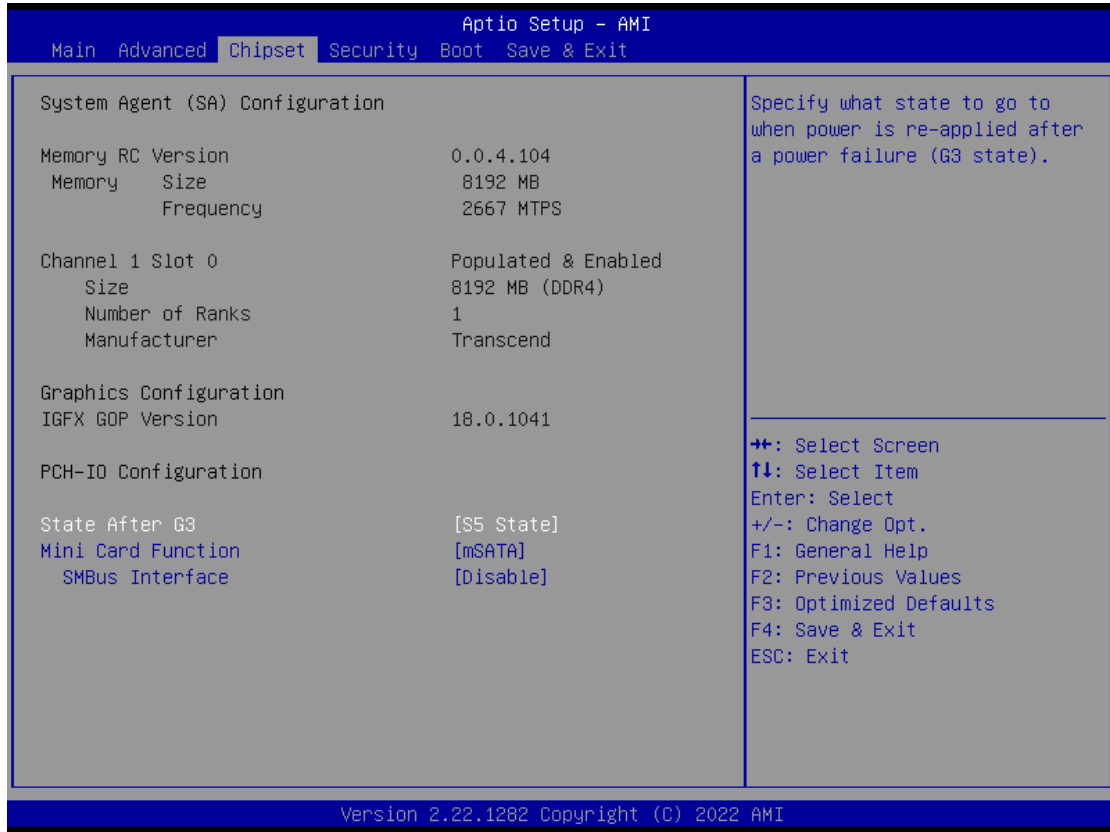 Aptio Setup – AMI
Main Advanced Chipset Security Boot Save & Exit
System Agent (SA) Configuration
Memory RC Version 0.0.4.104
Memory Size 8192 MB
Frequency 2667 MTPS
Channel 1 Slot 0 Populated & Enabled
Size 8192 MB (DDR4)
Number of Ranks 1
Manufacturer Transcend
Graphics Configuration
IGFX GOP Version 18.0.1041
PCH-IO Configuration
State After G3 [S5 State]
Mini Card Function [mSATA]
SMBus Interface [Disable]
Specify what state to go to
when power is re-applied after
a power failure (G3 state).
→←: Select Screen
↑↓: Select Item
Enter: Select
+/-: Change Opt.
F1: General Help
F2: Previous Values
F3: Optimized Defaults
F4: Save & Exit
ESC: Exit
Version 2.22.1282 Copyright (C) 2022 AMI